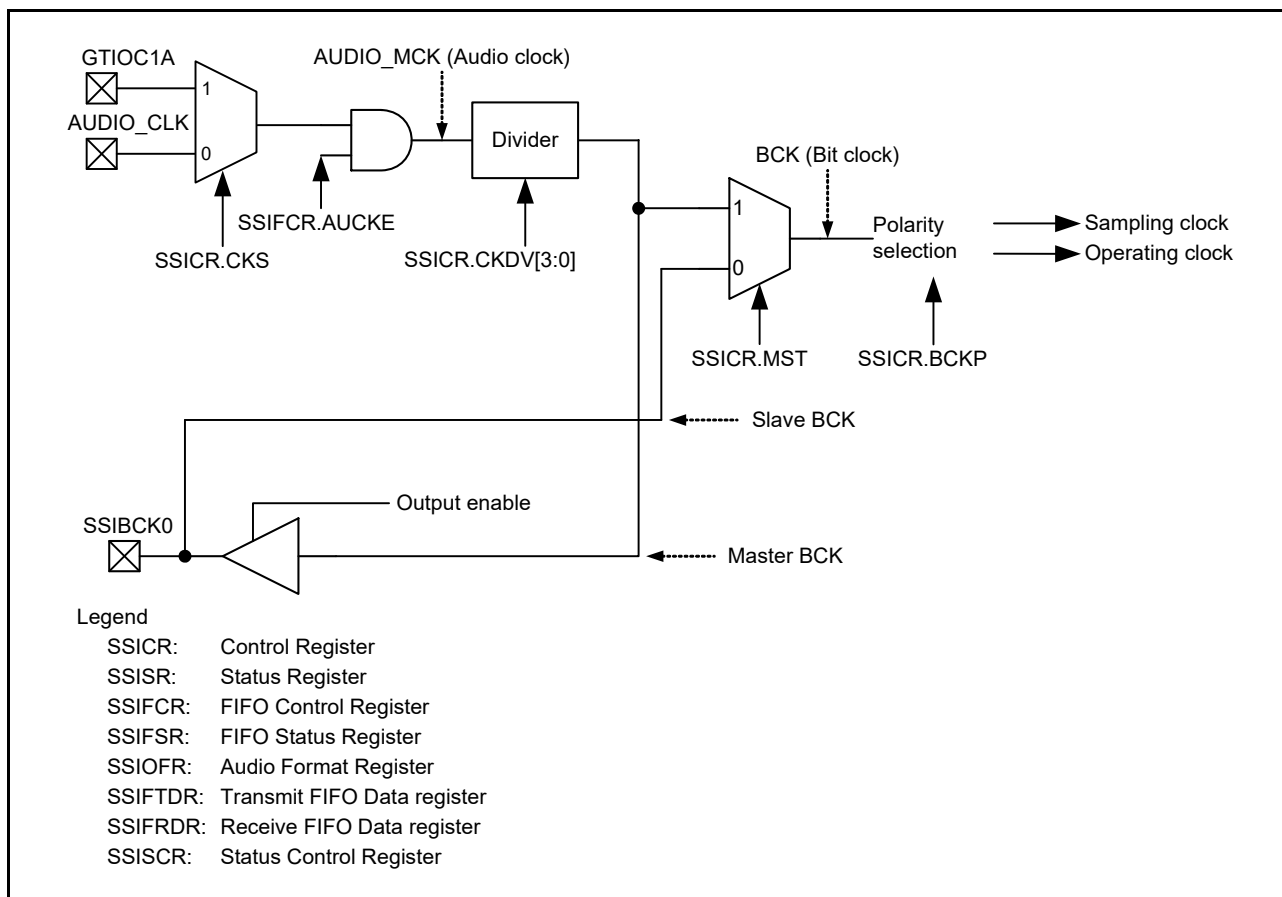 GTIOC1A
AUDIO_MCK (Audio clock)
1
AUDIO_CLK
0
Divider
BCK (Bit clock)
SSIFCR.AUCKE
SSICR.CKS
SSICR.CKDV[3:0]
1
0
Polarity
selection
Sampling clock
Operating clock
SSICR.MST
SSICR.BCKP
Slave BCK
Output enable
SSIBCK0
Master BCK
Legend
SSICR: Control Register
SSISR: Status Register
SSIFCR: FIFO Control Register
SSIFSR: FIFO Status Register
SSIOFR: Audio Format Register
SSIFTDR: Transmit FIFO Data register
SSIFRDR: Receive FIFO Data register
SSISCR: Status Control Register